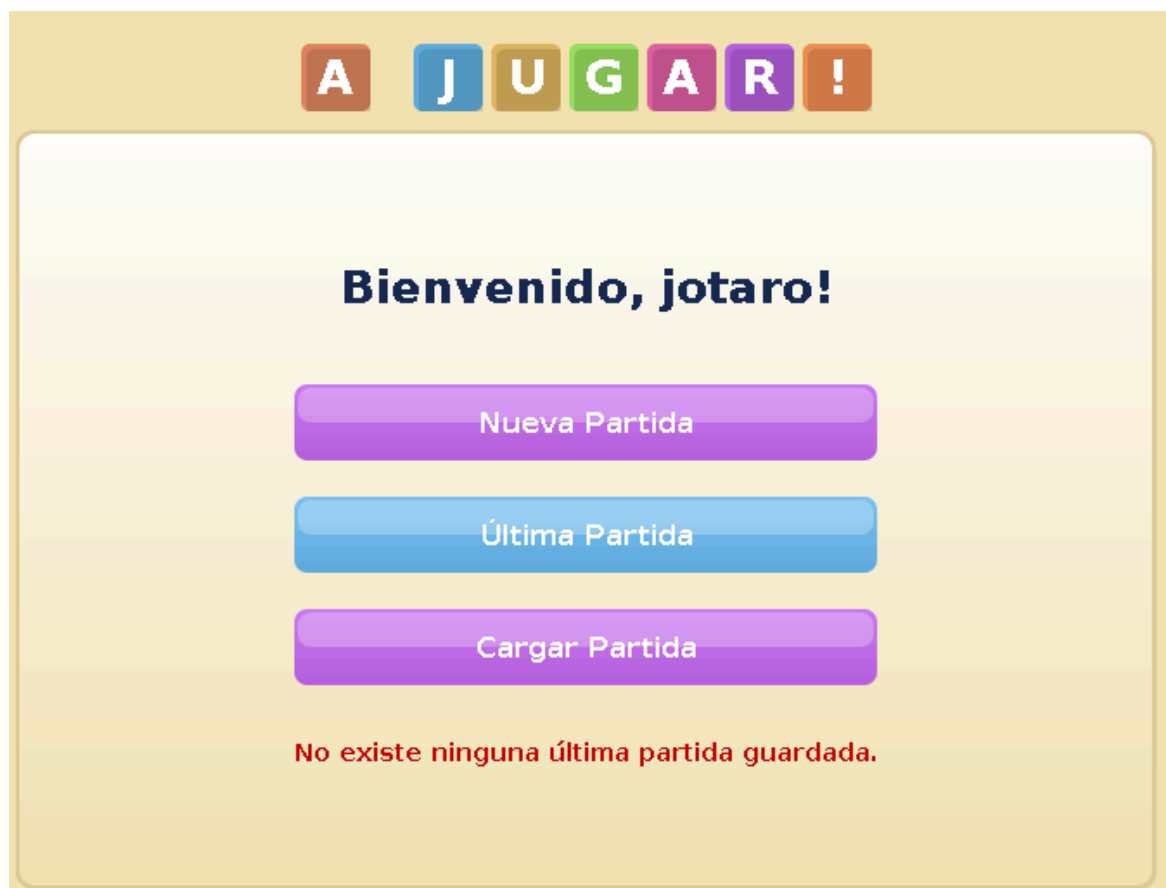 A JUGAR!
Bienvenido, jotaro!
Nueva Partida
Última Partida
Cargar Partida
No existe ninguna última partida guardada.